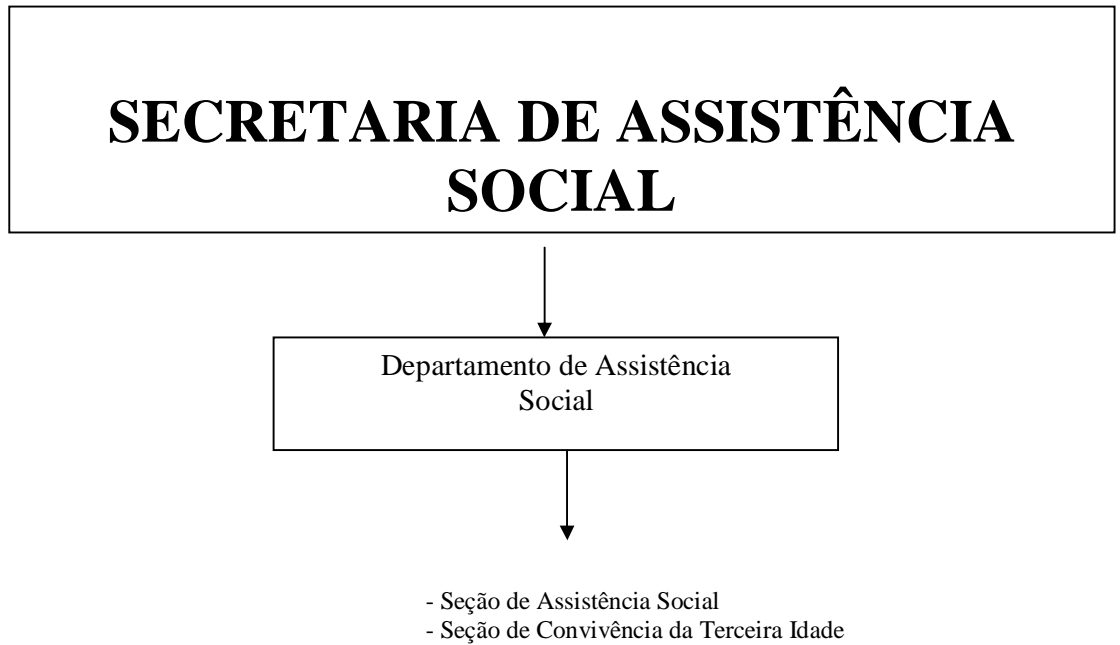 SECRETARIA DE ASSISTÊNCIA
SOCIAL
Departamento de Assistência
Social
- Seção de Assistência Social
- Seção de Convivência da Terceira Idade